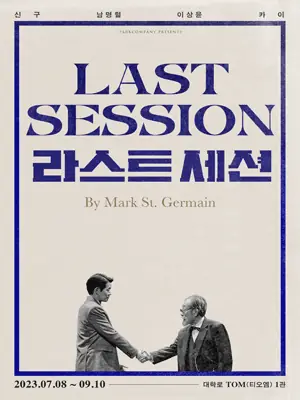 신구 남명렬 이상윤 카이
PARKCOMPANY PRESENTS
LAST
SESSION
라스트 세션
By Mark St. Germain
2023.07.08 ~ 09.10 대학로 TOM(티오엠) 1관